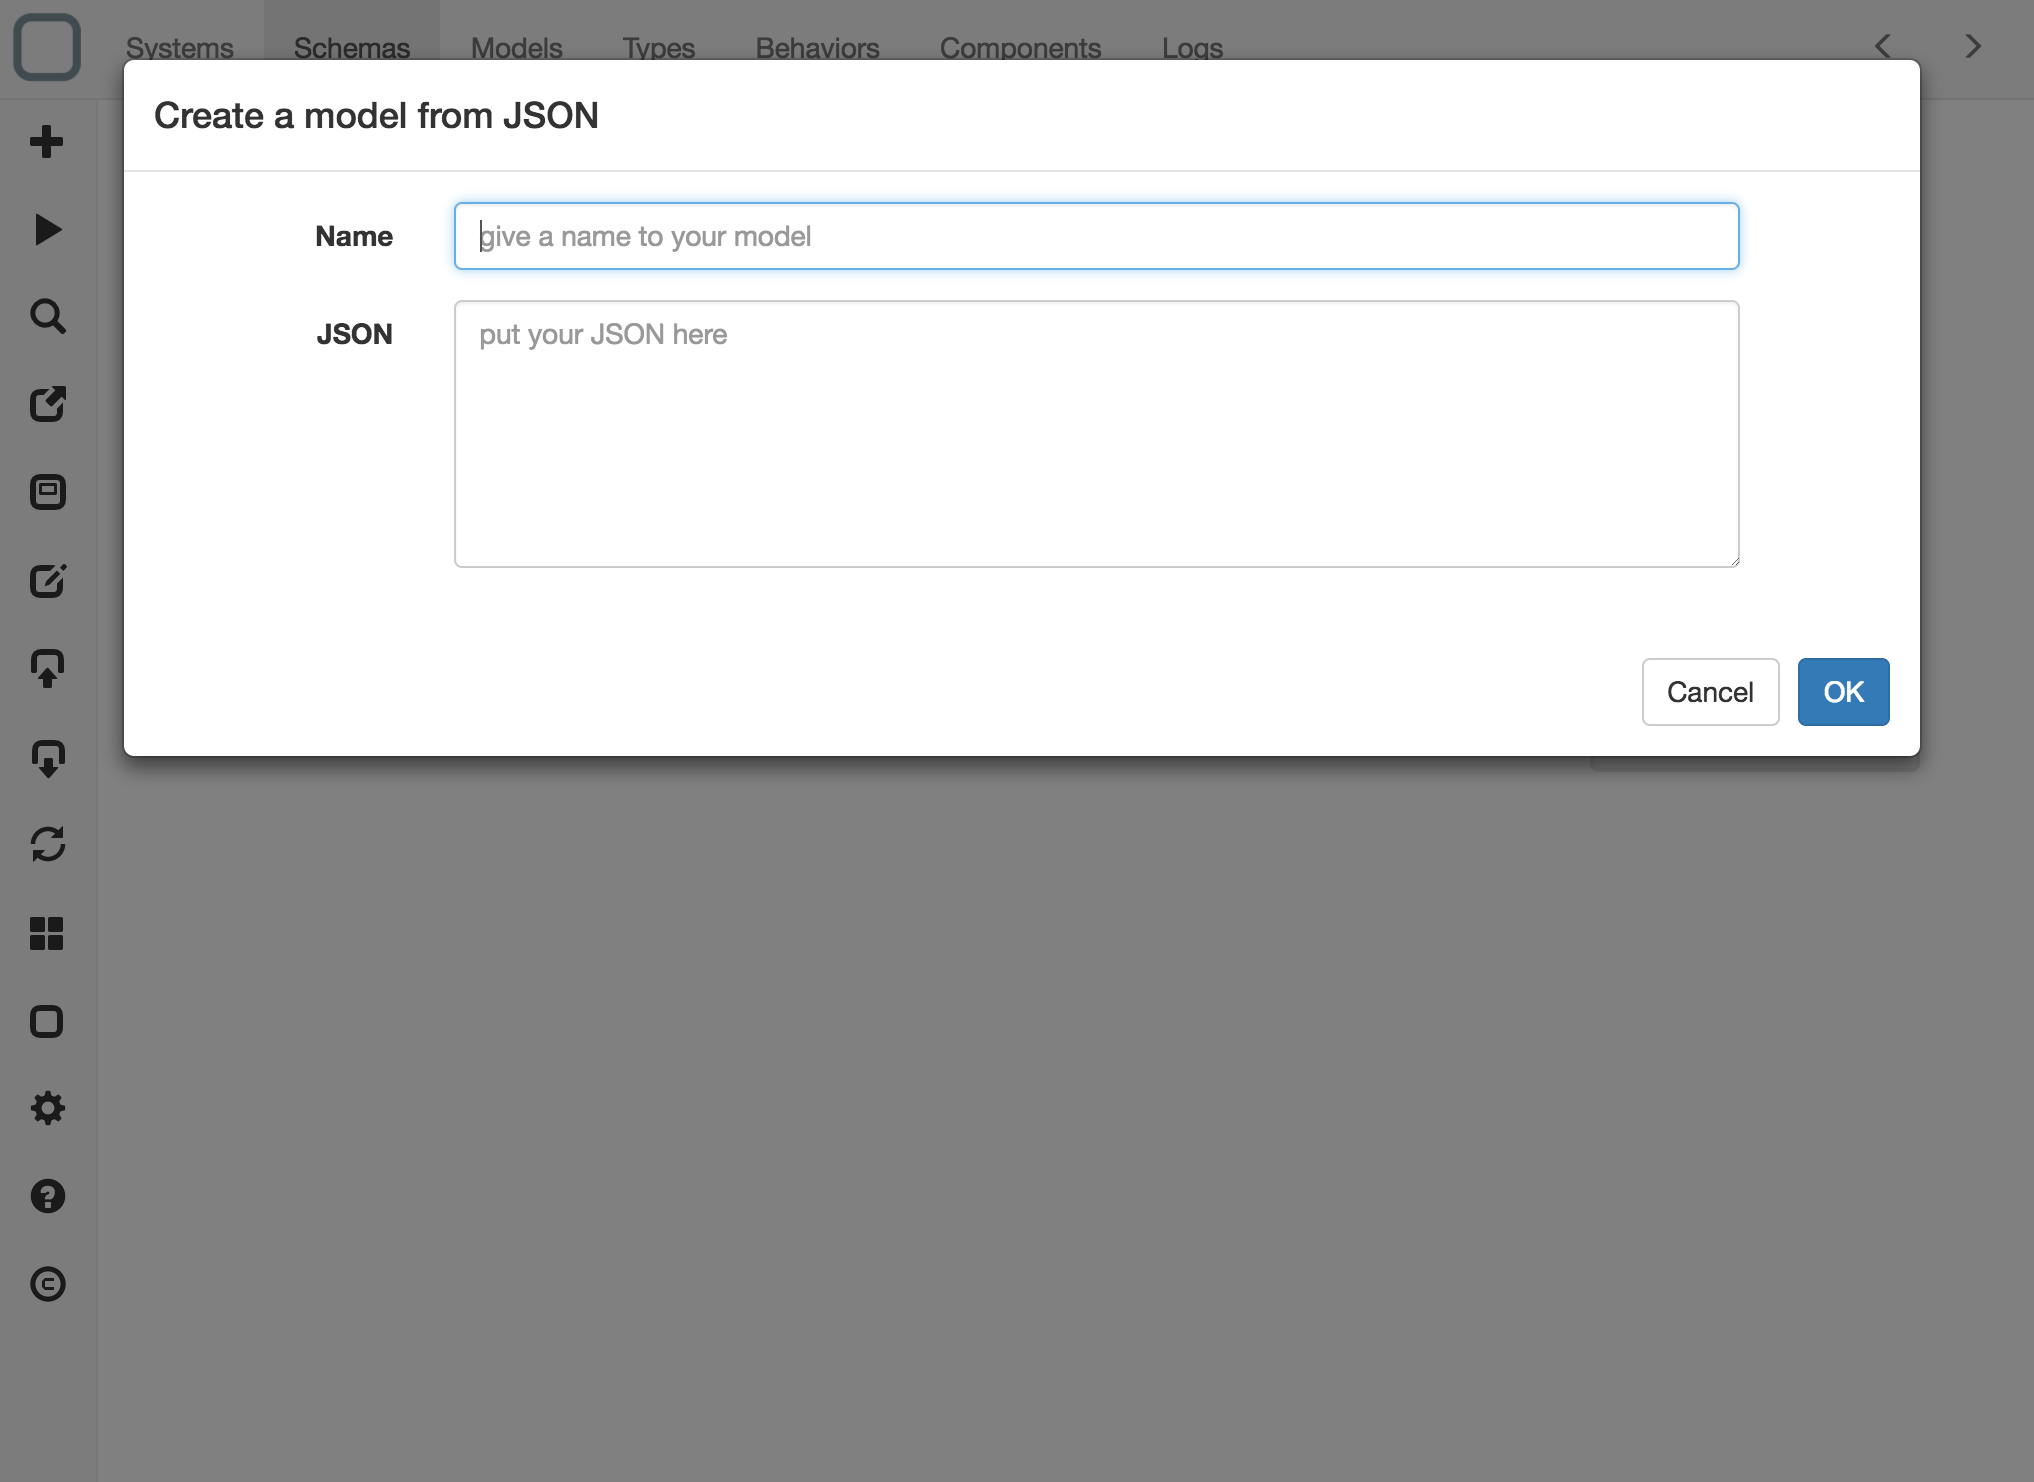 Systems Schemas Models Types Behaviors Components Logs
Create a model from JSON
Name give a name to your model
JSON put your JSON here
Cancel OK